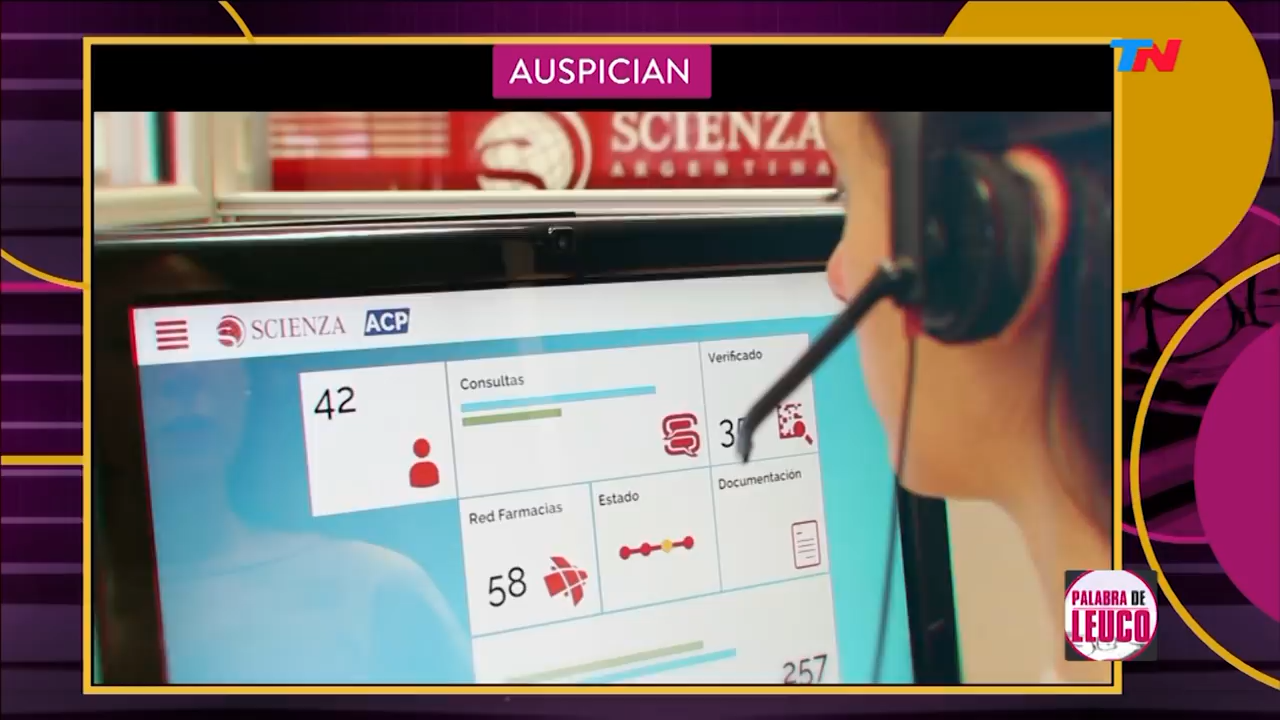 AUSPICIAN
TN
SCIENZA
ARGENTINA
SCIENZA ACP
42
Consultas
Verificado
Red Farmacias
58
Estado
Documentación
257
PALABRA DE
LEUCO